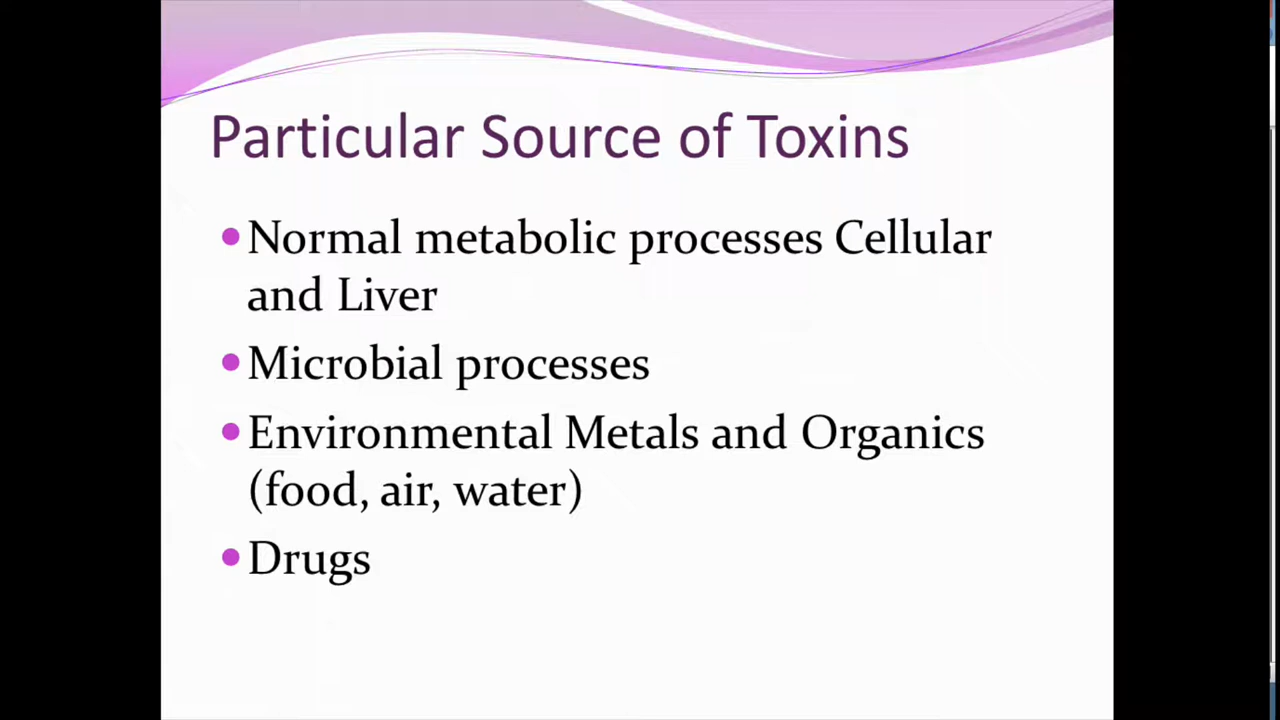 Particular Source of Toxins
•Normal metabolic processes Cellular
and Liver
•Microbial processes
•Environmental Metals and Organics
(food, air, water)
•Drugs